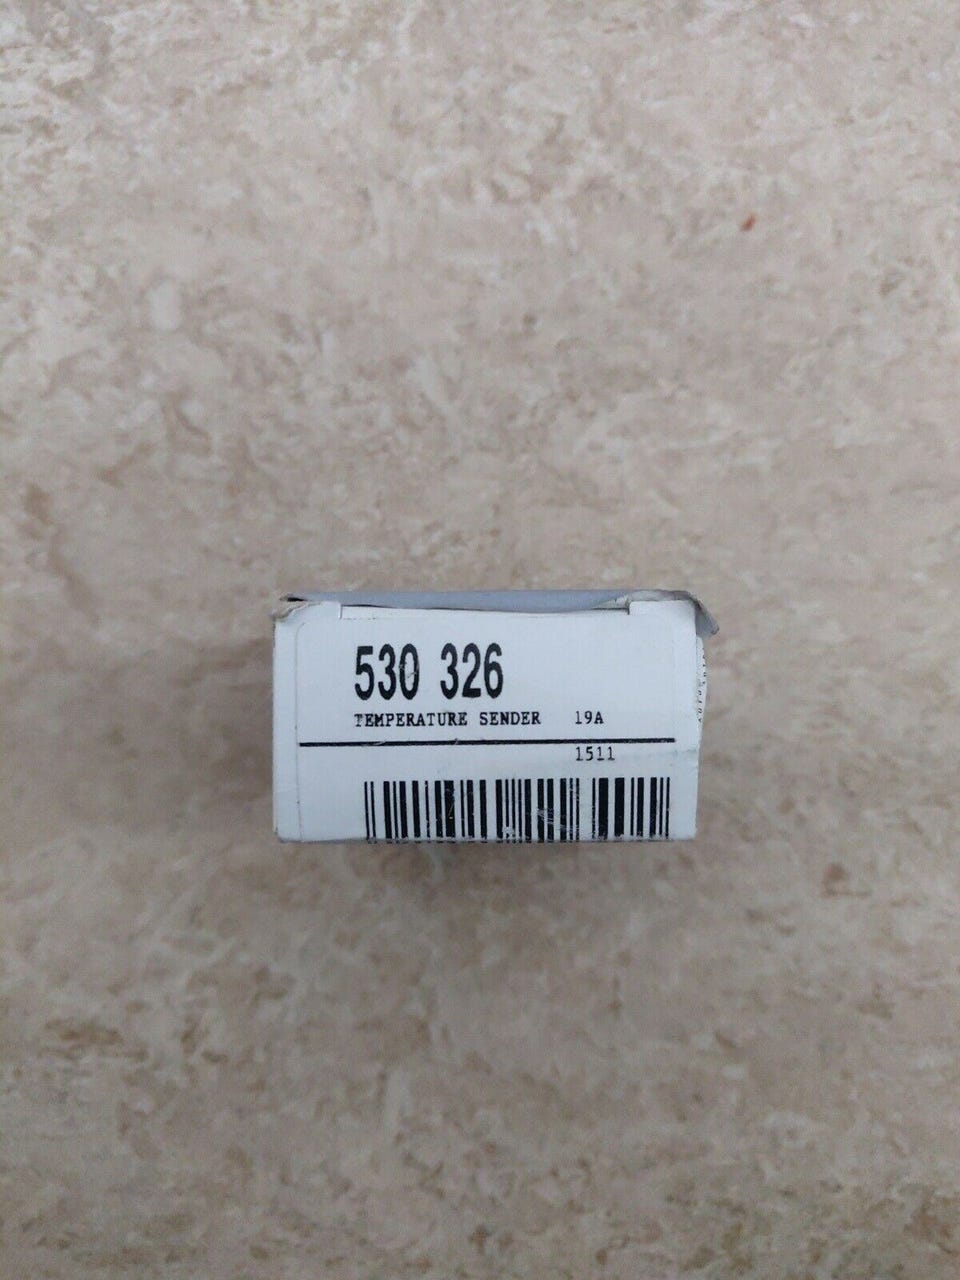 530 326
TEMPERATURE SENDER 19A
1511